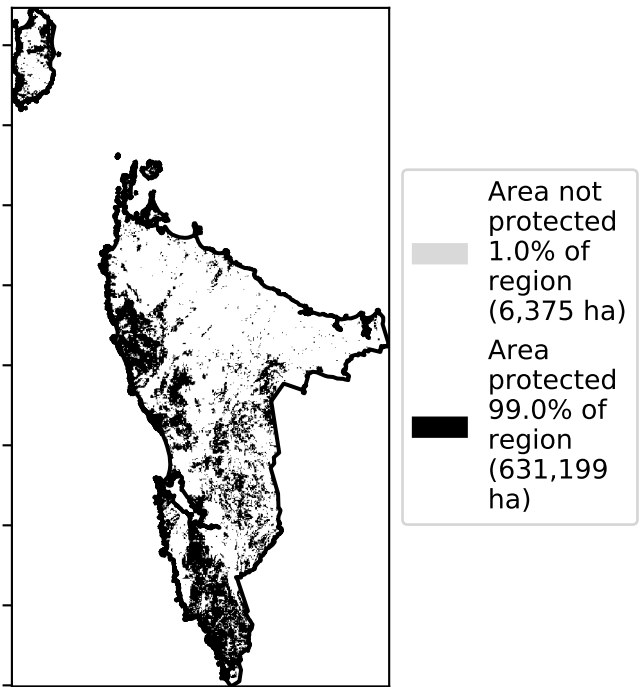 Area not
protected
1.0% of
region
(6,375 ha)
Area
protected
99.0% of
region
(631,199
ha)